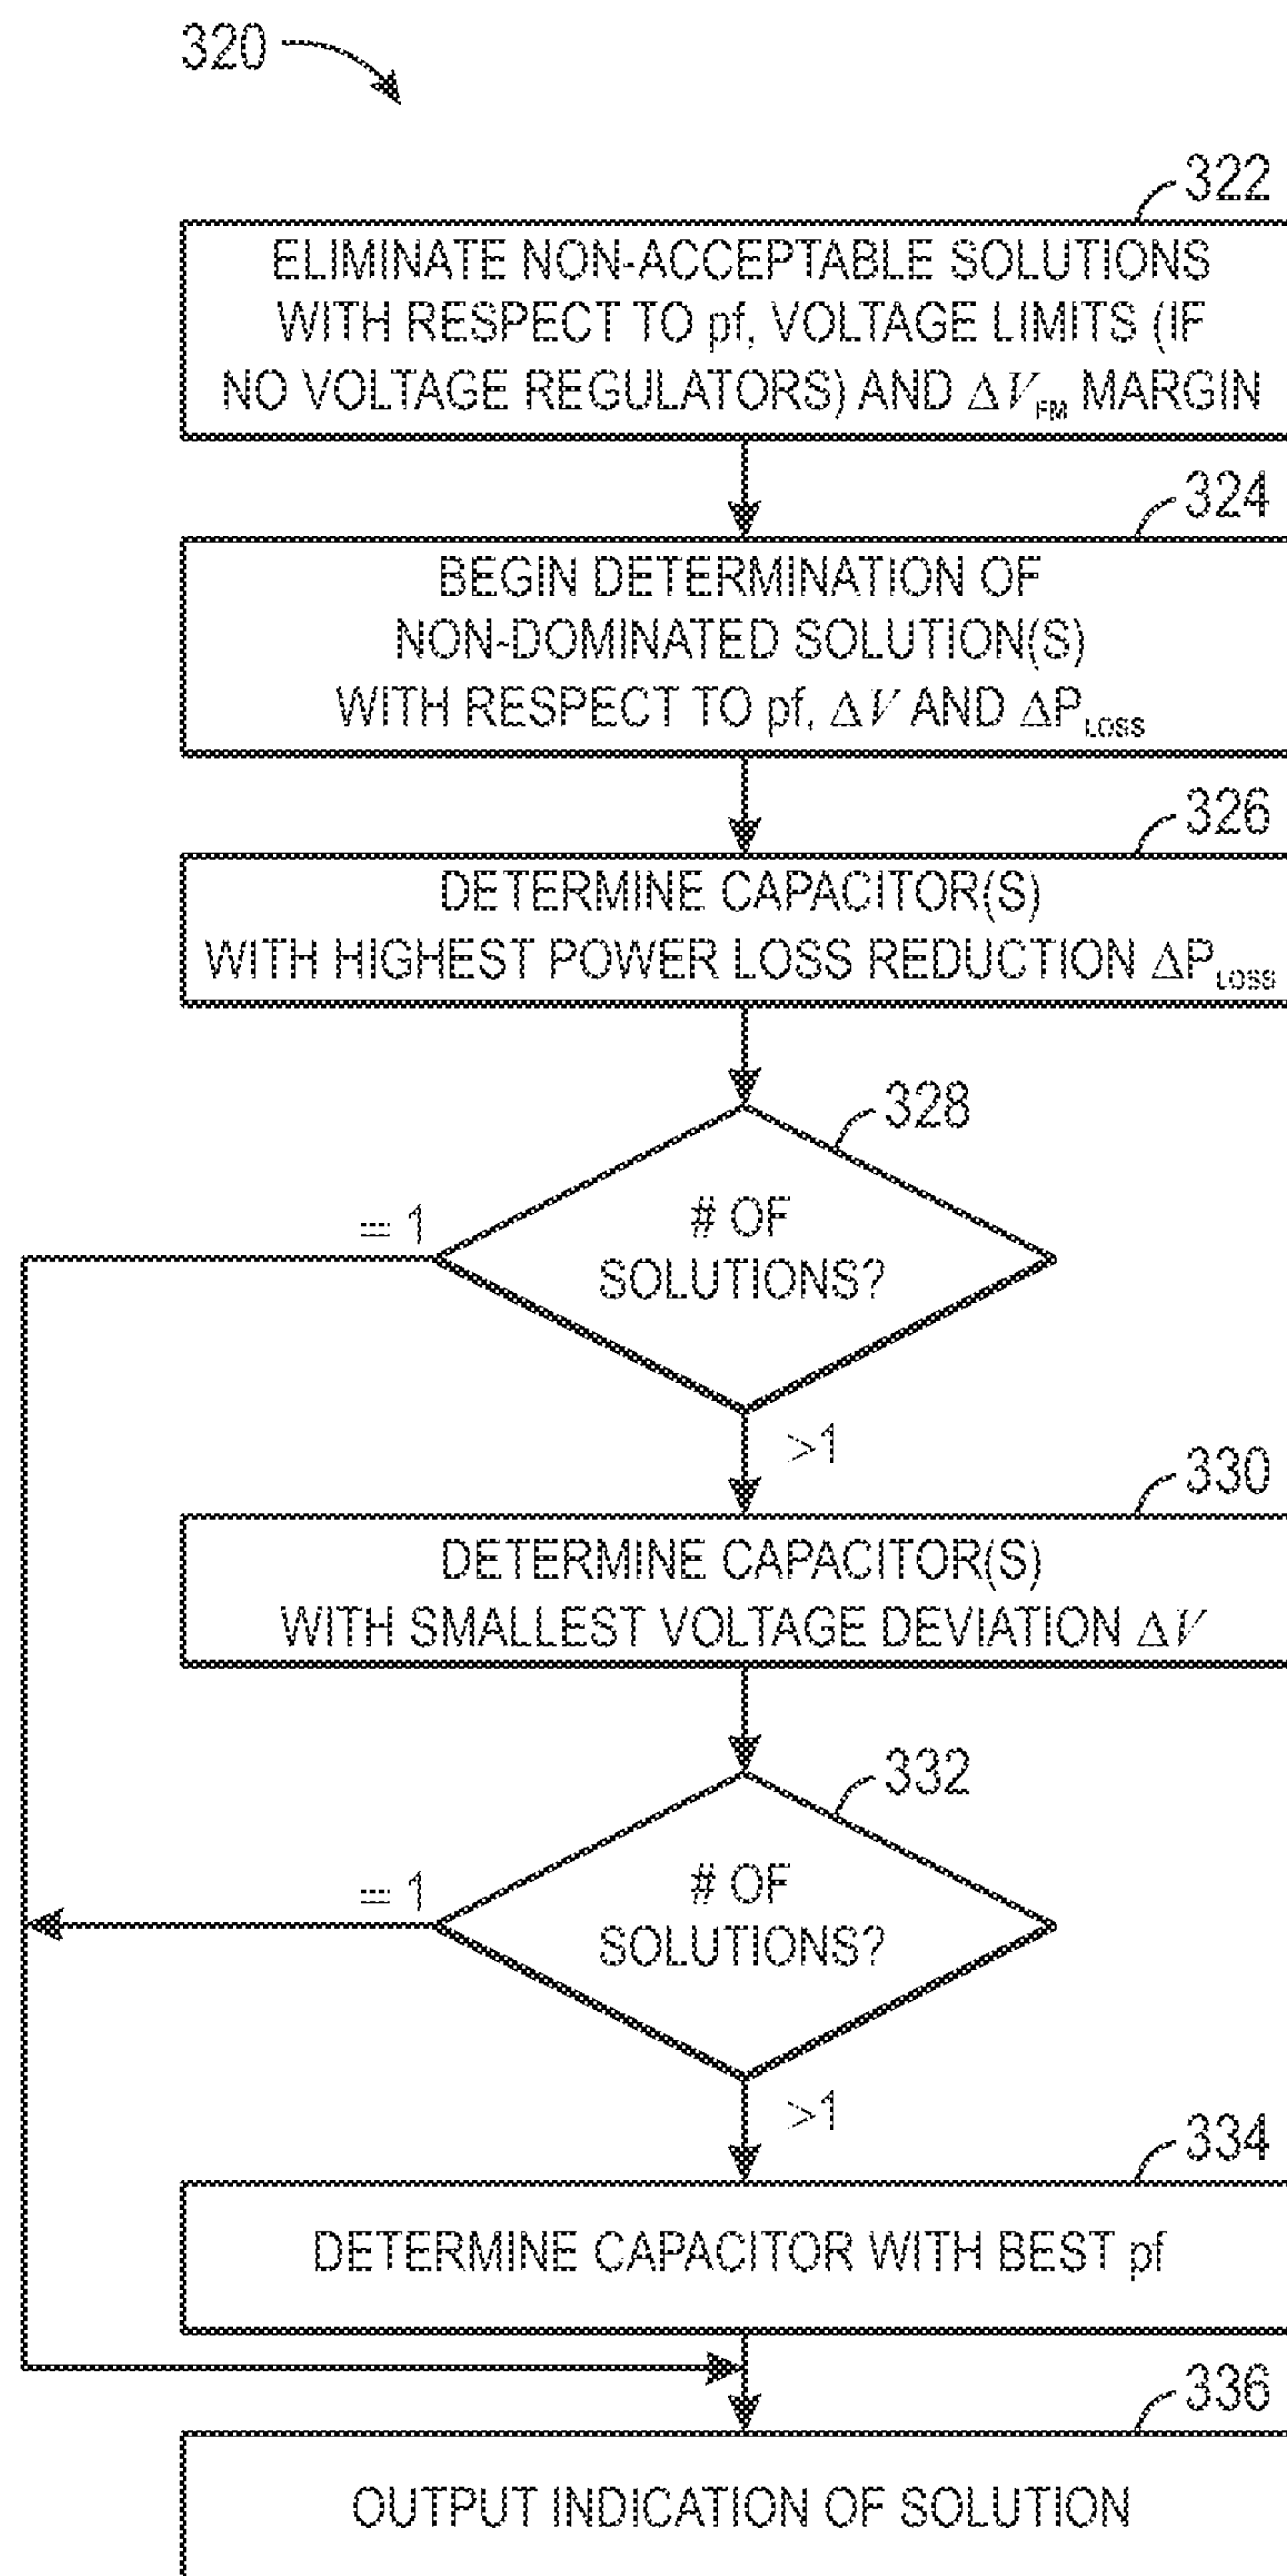 320
322
ELIMINATE NON-ACCEPTABLE SOLUTIONS
WITH RESPECT TO pf, VOLTAGE LIMITS (IF
NO VOLTAGE REGULATORS) AND ΔV_FM MARGIN
324
BEGIN DETERMINATION OF
NON-DOMINATED SOLUTION(S)
WITH RESPECT TO pf, ΔV AND ΔP_LOSS
326
DETERMINE CAPACITOR(S)
WITH HIGHEST POWER LOSS REDUCTION ΔP_LOSS
328
# OF
SOLUTIONS?
= 1
>1
330
DETERMINE CAPACITOR(S)
WITH SMALLEST VOLTAGE DEVIATION ΔV
332
# OF
SOLUTIONS?
= 1
>1
334
DETERMINE CAPACITOR WITH BEST pf
336
OUTPUT INDICATION OF SOLUTION